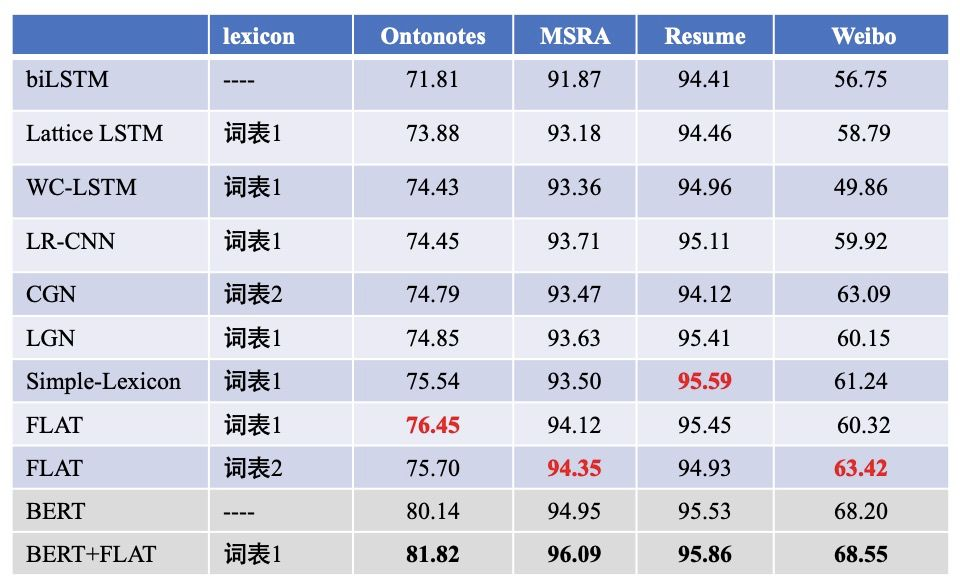 lexicon Ontonotes MSRA Resume Weibo
biLSTM ---- 71.81 91.87 94.41 56.75
Lattice LSTM 词表1 73.88 93.18 94.46 58.79
WC-LSTM 词表1 74.43 93.36 94.96 49.86
LR-CNN 词表1 74.45 93.71 95.11 59.92
CGN 词表2 74.79 93.47 94.12 63.09
LGN 词表1 74.85 93.63 95.41 60.15
Simple-Lexicon 词表1 75.54 93.50 95.59 61.24
FLAT 词表1 76.45 94.12 95.45 60.32
FLAT 词表2 75.70 94.35 94.93 63.42
BERT ---- 80.14 94.95 95.53 68.20
BERT+FLAT 词表1 81.82 96.09 95.86 68.55